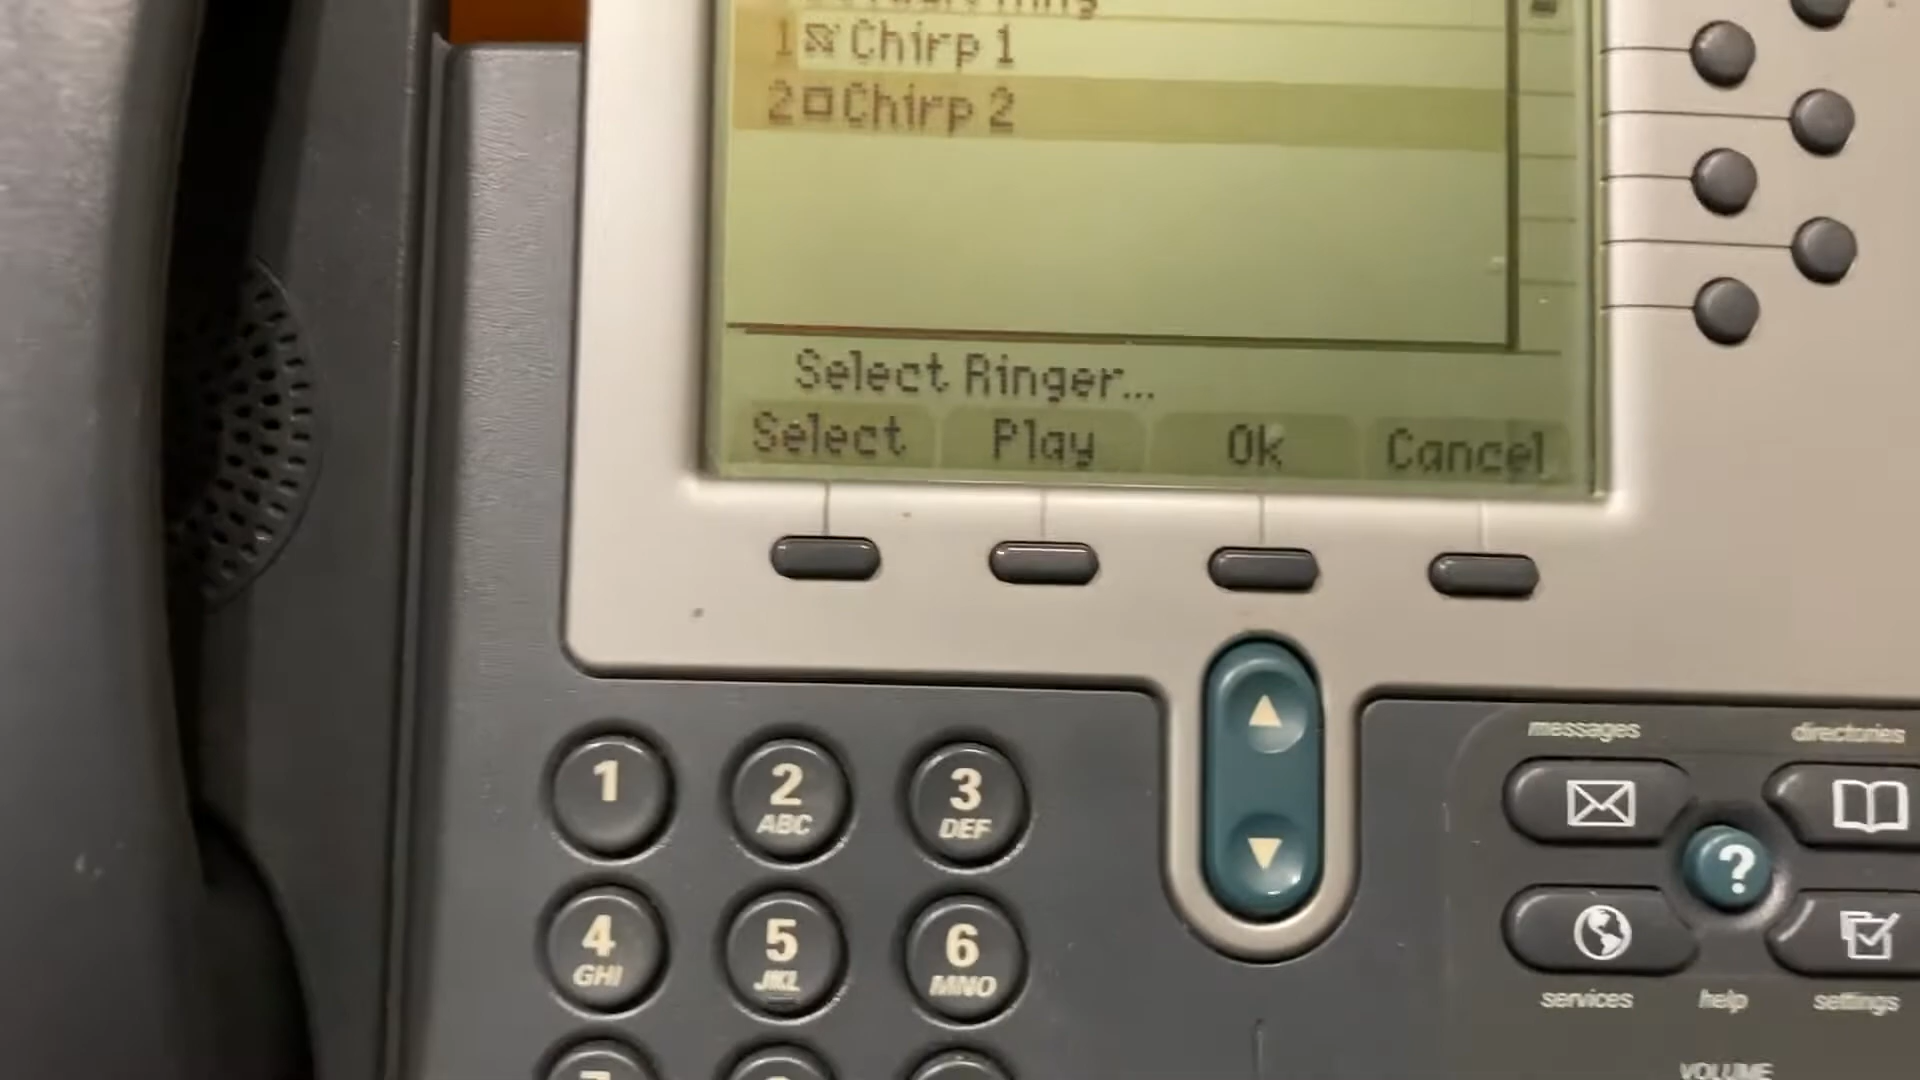 1 Chirp 1
2 Chirp 2
Select Ringer...
Select Play Ok Cancel
messages directories
1 2 3
ABC DEF
?
4 5 6
GHI JKL MNO
services help settings
VOLUME